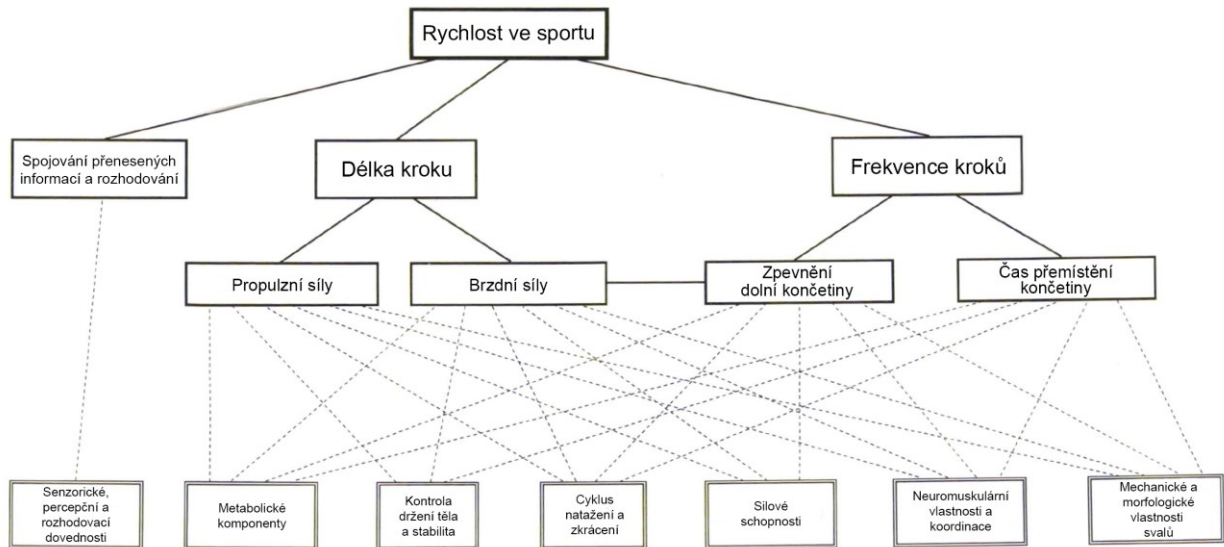 Rychlost ve sportu
Spojování přenesených
informací a rozhodování
Délka kroku
Frekvence kroků
Propulzní síly
Brzdní síly
Zpevnění
dolní končetiny
Čas přemístění
končetiny
Senzorické,
percepční a
rozhodovací
dovednosti
Metabolické
komponenty
Kontrola
držení těla
a stabilita
Cyklus
natažení a
zkrácení
Silové
schopnosti
Neuromuskulární
vlastnosti a
koordinace
Mechanické a
morfologické
vlastnosti
svalů